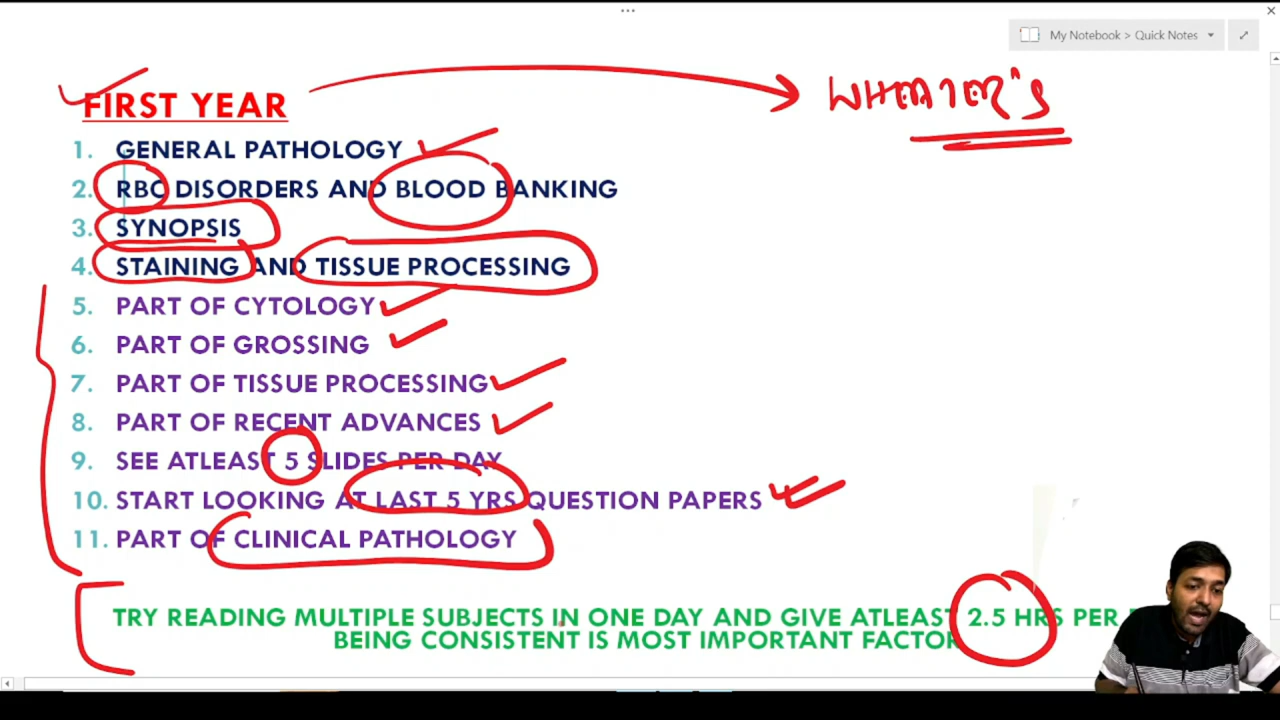 My Notebook > Quick Notes
FIRST YEAR
WHEATER'S
1. GENERAL PATHOLOGY
2. RBC DISORDERS AND BLOOD BANKING
3. SYNOPSIS
4. STAINING AND TISSUE PROCESSING
5. PART OF CYTOLOGY
6. PART OF GROSSING
7. PART OF TISSUE PROCESSING
8. PART OF RECENT ADVANCES
9. SEE ATLEAST 5 SLIDES PER DAY
10. START LOOKING AT LAST 5 YRS QUESTION PAPERS
11. PART OF CLINICAL PATHOLOGY
TRY READING MULTIPLE SUBJECTS IN ONE DAY AND GIVE ATLEAST 2.5 HRS PER
BEING CONSISTENT IS MOST IMPORTANT FACTOR